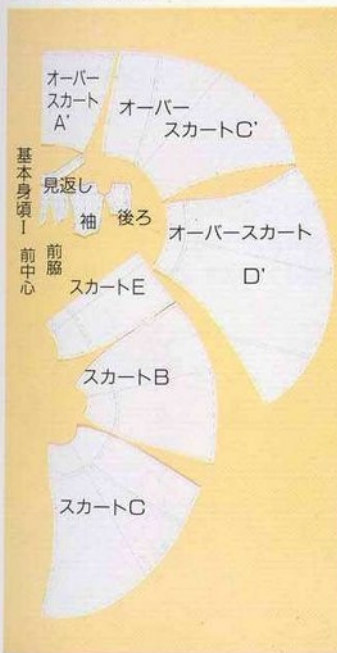 オーバー
スカート
A'
オーバー
スカートC'
基本身頃I 前中心
見返し
前脇
袖
後ろ
オーバースカート
D'
スカートE
スカートB
スカートC